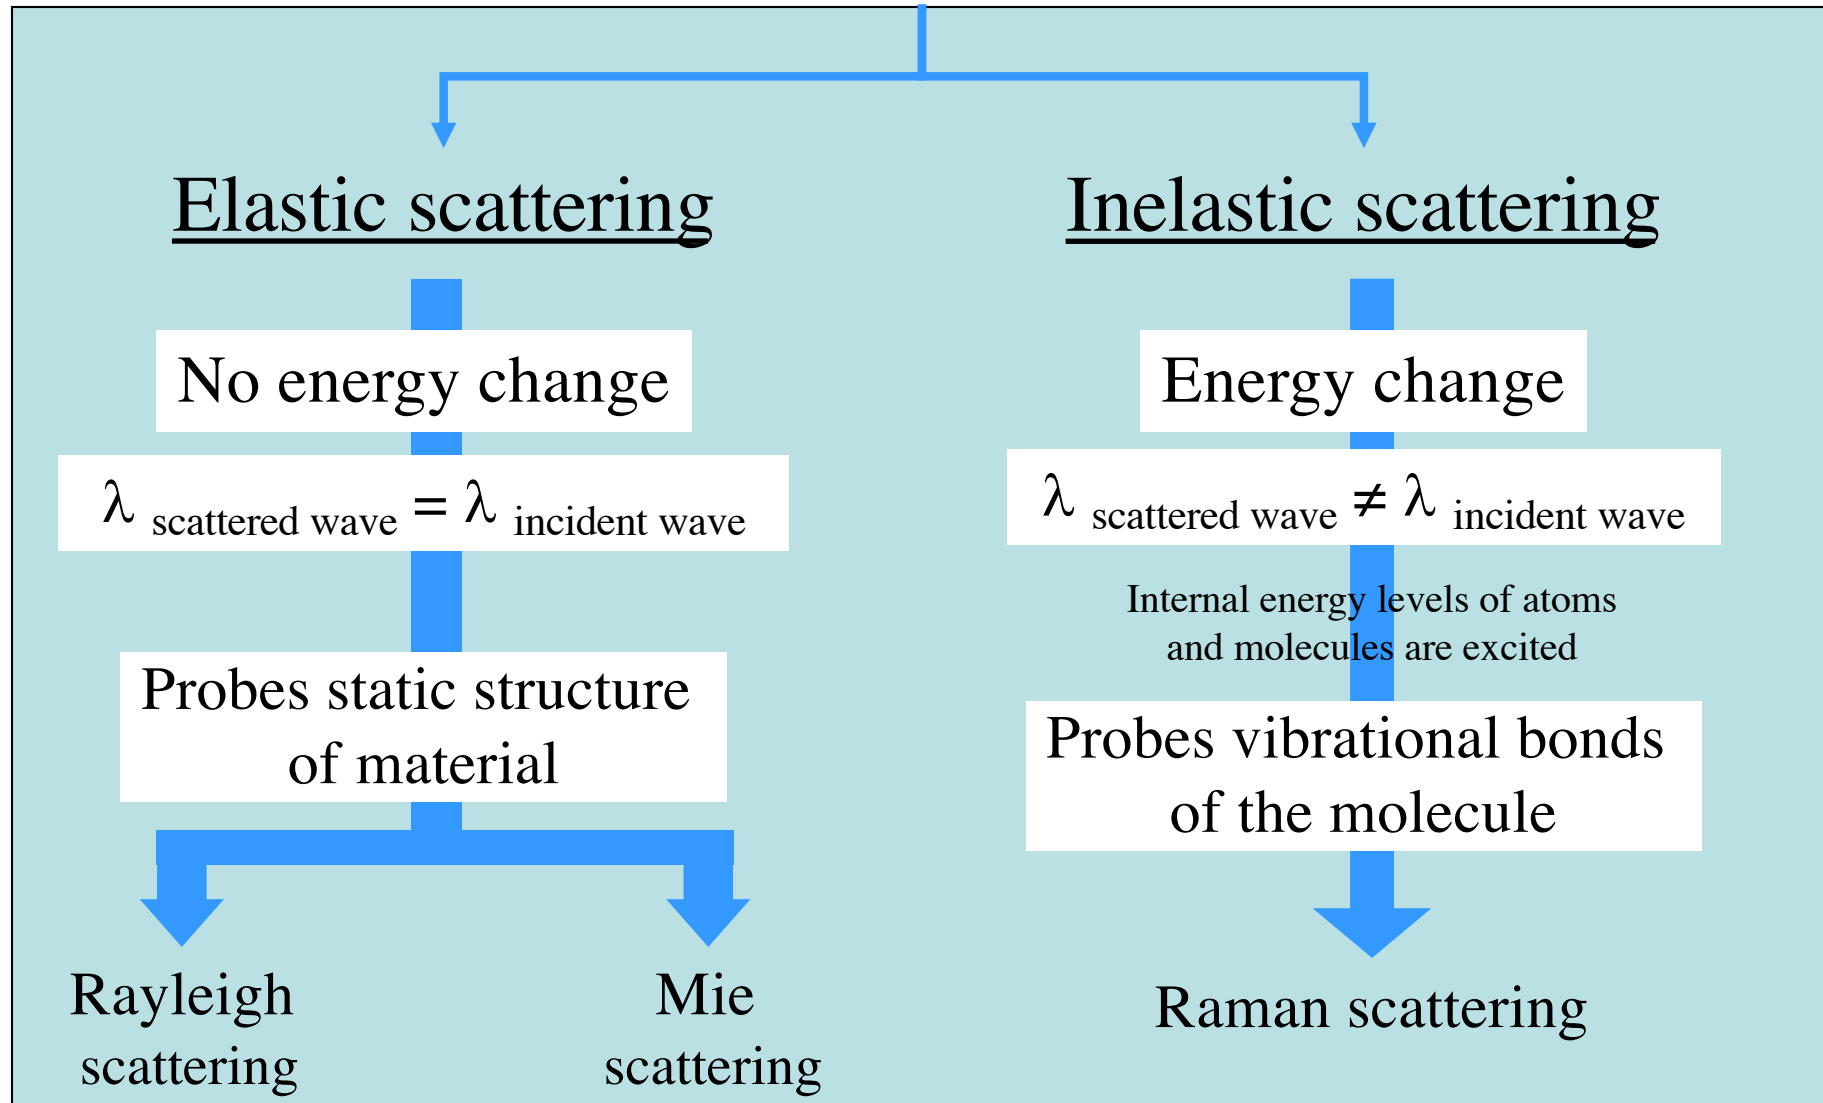 Elastic scattering
No energy change
λ scattered wave = λ incident wave
Probes static structure
of material
Rayleigh
scattering
Mie
scattering
Inelastic scattering
Energy change
λ scattered wave ≠ λ incident wave
Internal energy levels of atoms
and molecules are excited
Probes vibrational bonds
of the molecule
Raman scattering